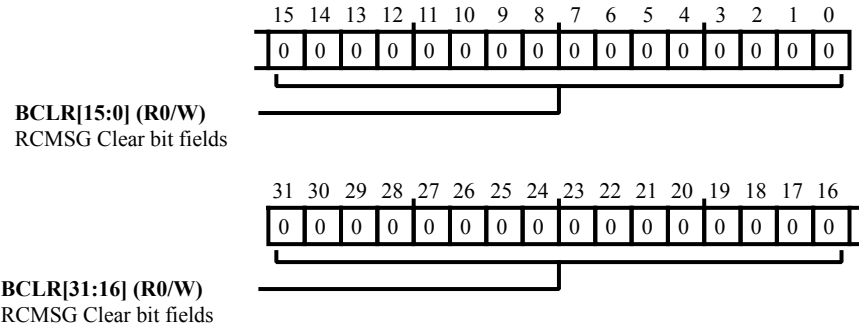 15 14 13 12 11 10 9 8 7 6 5 4 3 2 1 0
0 0 0 0 0 0 0 0 0 0 0 0 0 0 0 0
BCLR[15:0] (R0/W)
RCMSG Clear bit fields
31 30 29 28 27 26 25 24 23 22 21 20 19 18 17 16
0 0 0 0 0 0 0 0 0 0 0 0 0 0 0 0
BCLR[31:16] (R0/W)
RCMSG Clear bit fields